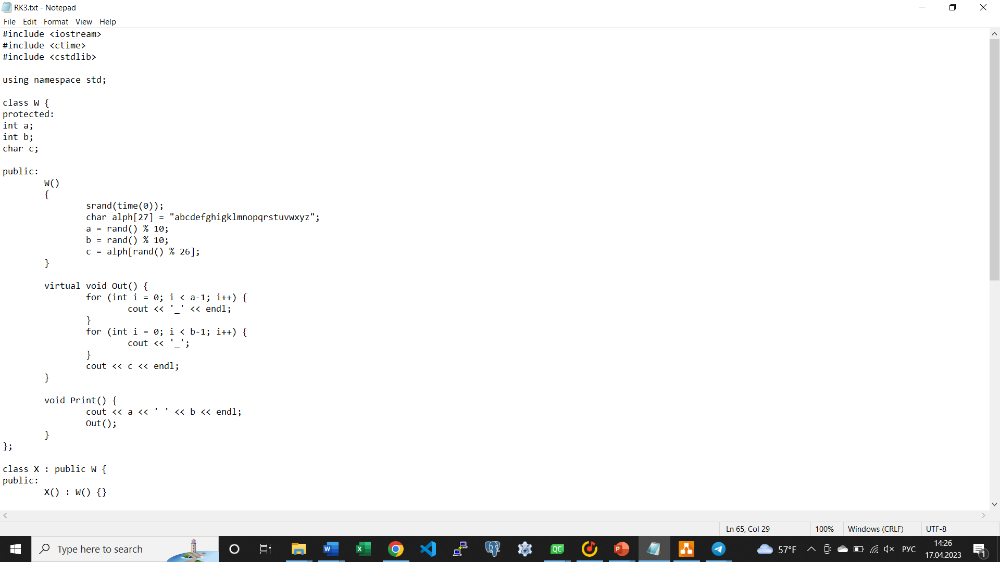 RK3.txt - Notepad
File Edit Format View Help
#include <iostream>
#include <ctime>
#include <cstdlib>
using namespace std;
class W {
protected:
int a;
int b;
char c;
public:
W()
{
srand(time(0));
char alph[27] = "abcdefghigklmnopqrstuvwxyz";
a = rand() % 10;
b = rand() % 10;
c = alph[rand() % 26];
}
virtual void Out() {
for (int i = 0; i < a-1; i++) {
cout << '_' << endl;
}
for (int i = 0; i < b-1; i++) {
cout << '_';
}
cout << c << endl;
}
void Print() {
cout << a << ' ' << b << endl;
Out();
}
};
class X : public W {
public:
X() : W() {}
Ln 65, Col 29 100% Windows (CRLF) UTF-8
Type here to search 57°F РУС 14:26
17.04.2023
1